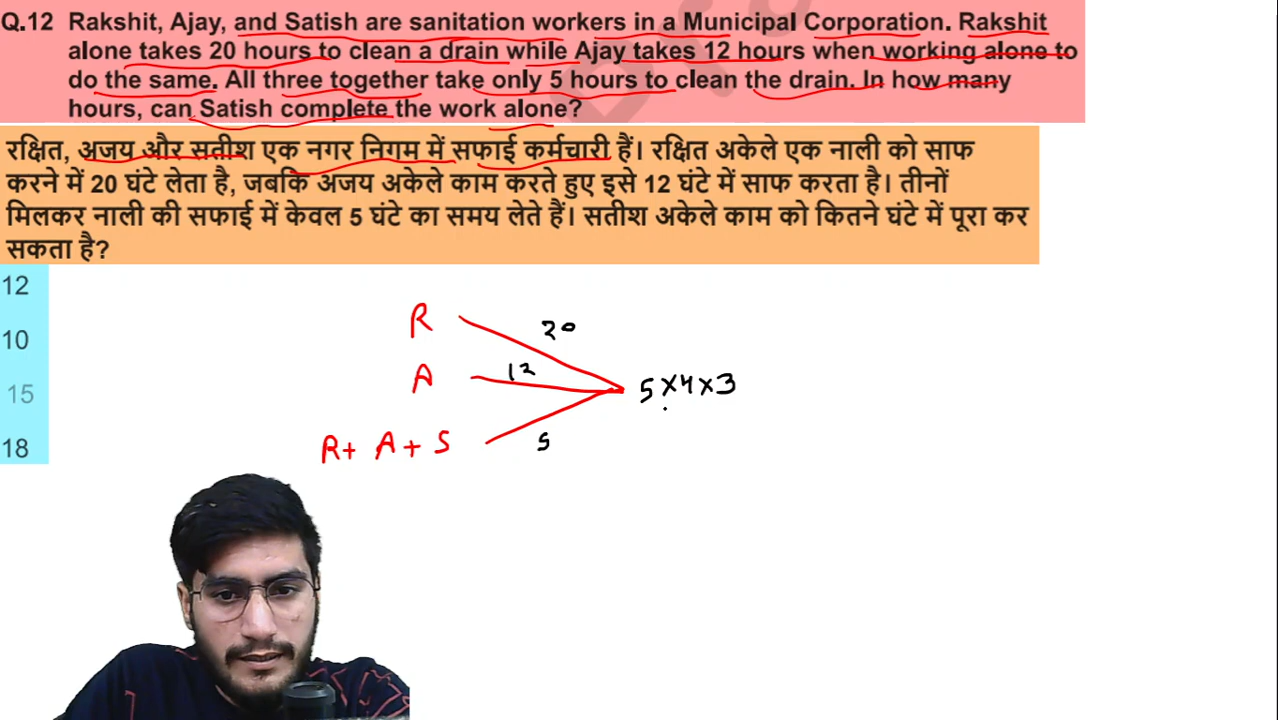 Q.12 Rakshit, Ajay, and Satish are sanitation workers in a Municipal Corporation. Rakshit
alone takes 20 hours to clean a drain while Ajay takes 12 hours when working alone to
do the same. All three together take only 5 hours to clean the drain. In how many
hours, can Satish complete the work alone?
रक्षित, अजय और सतीश एक नगर निगम में सफाई कर्मचारी हैं। रक्षित अकेले एक नाली को साफ
करने में 20 घंटे लेता है, जबकि अजय अकेले काम करते हुए इसे 12 घंटे में साफ करता है। तीनों
मिलकर नाली की सफाई में केवल 5 घंटे का समय लेते हैं। सतीश अकेले काम को कितने घंटे में पूरा कर
सकता है?
12
10
15
18
R 20
A 12 5×4×3
R+ A+ S 5